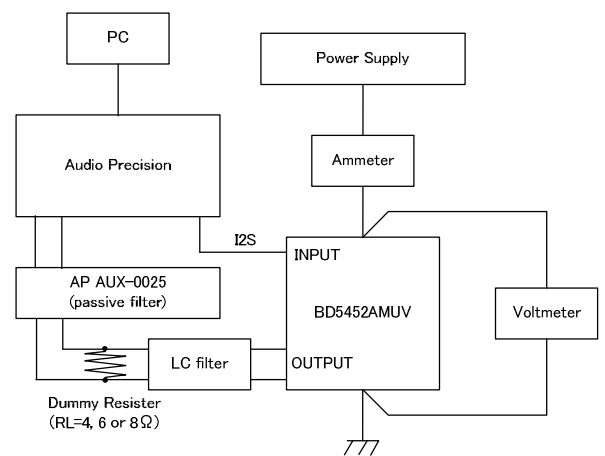 PC
Power Supply
Audio Precision
Ammeter
I2S
INPUT
AP AUX-0025
(passive filter)
BD5452AMUV
Voltmeter
LC filter
OUTPUT
Dummy Resister
(RL=4, 6 or 8Ω)